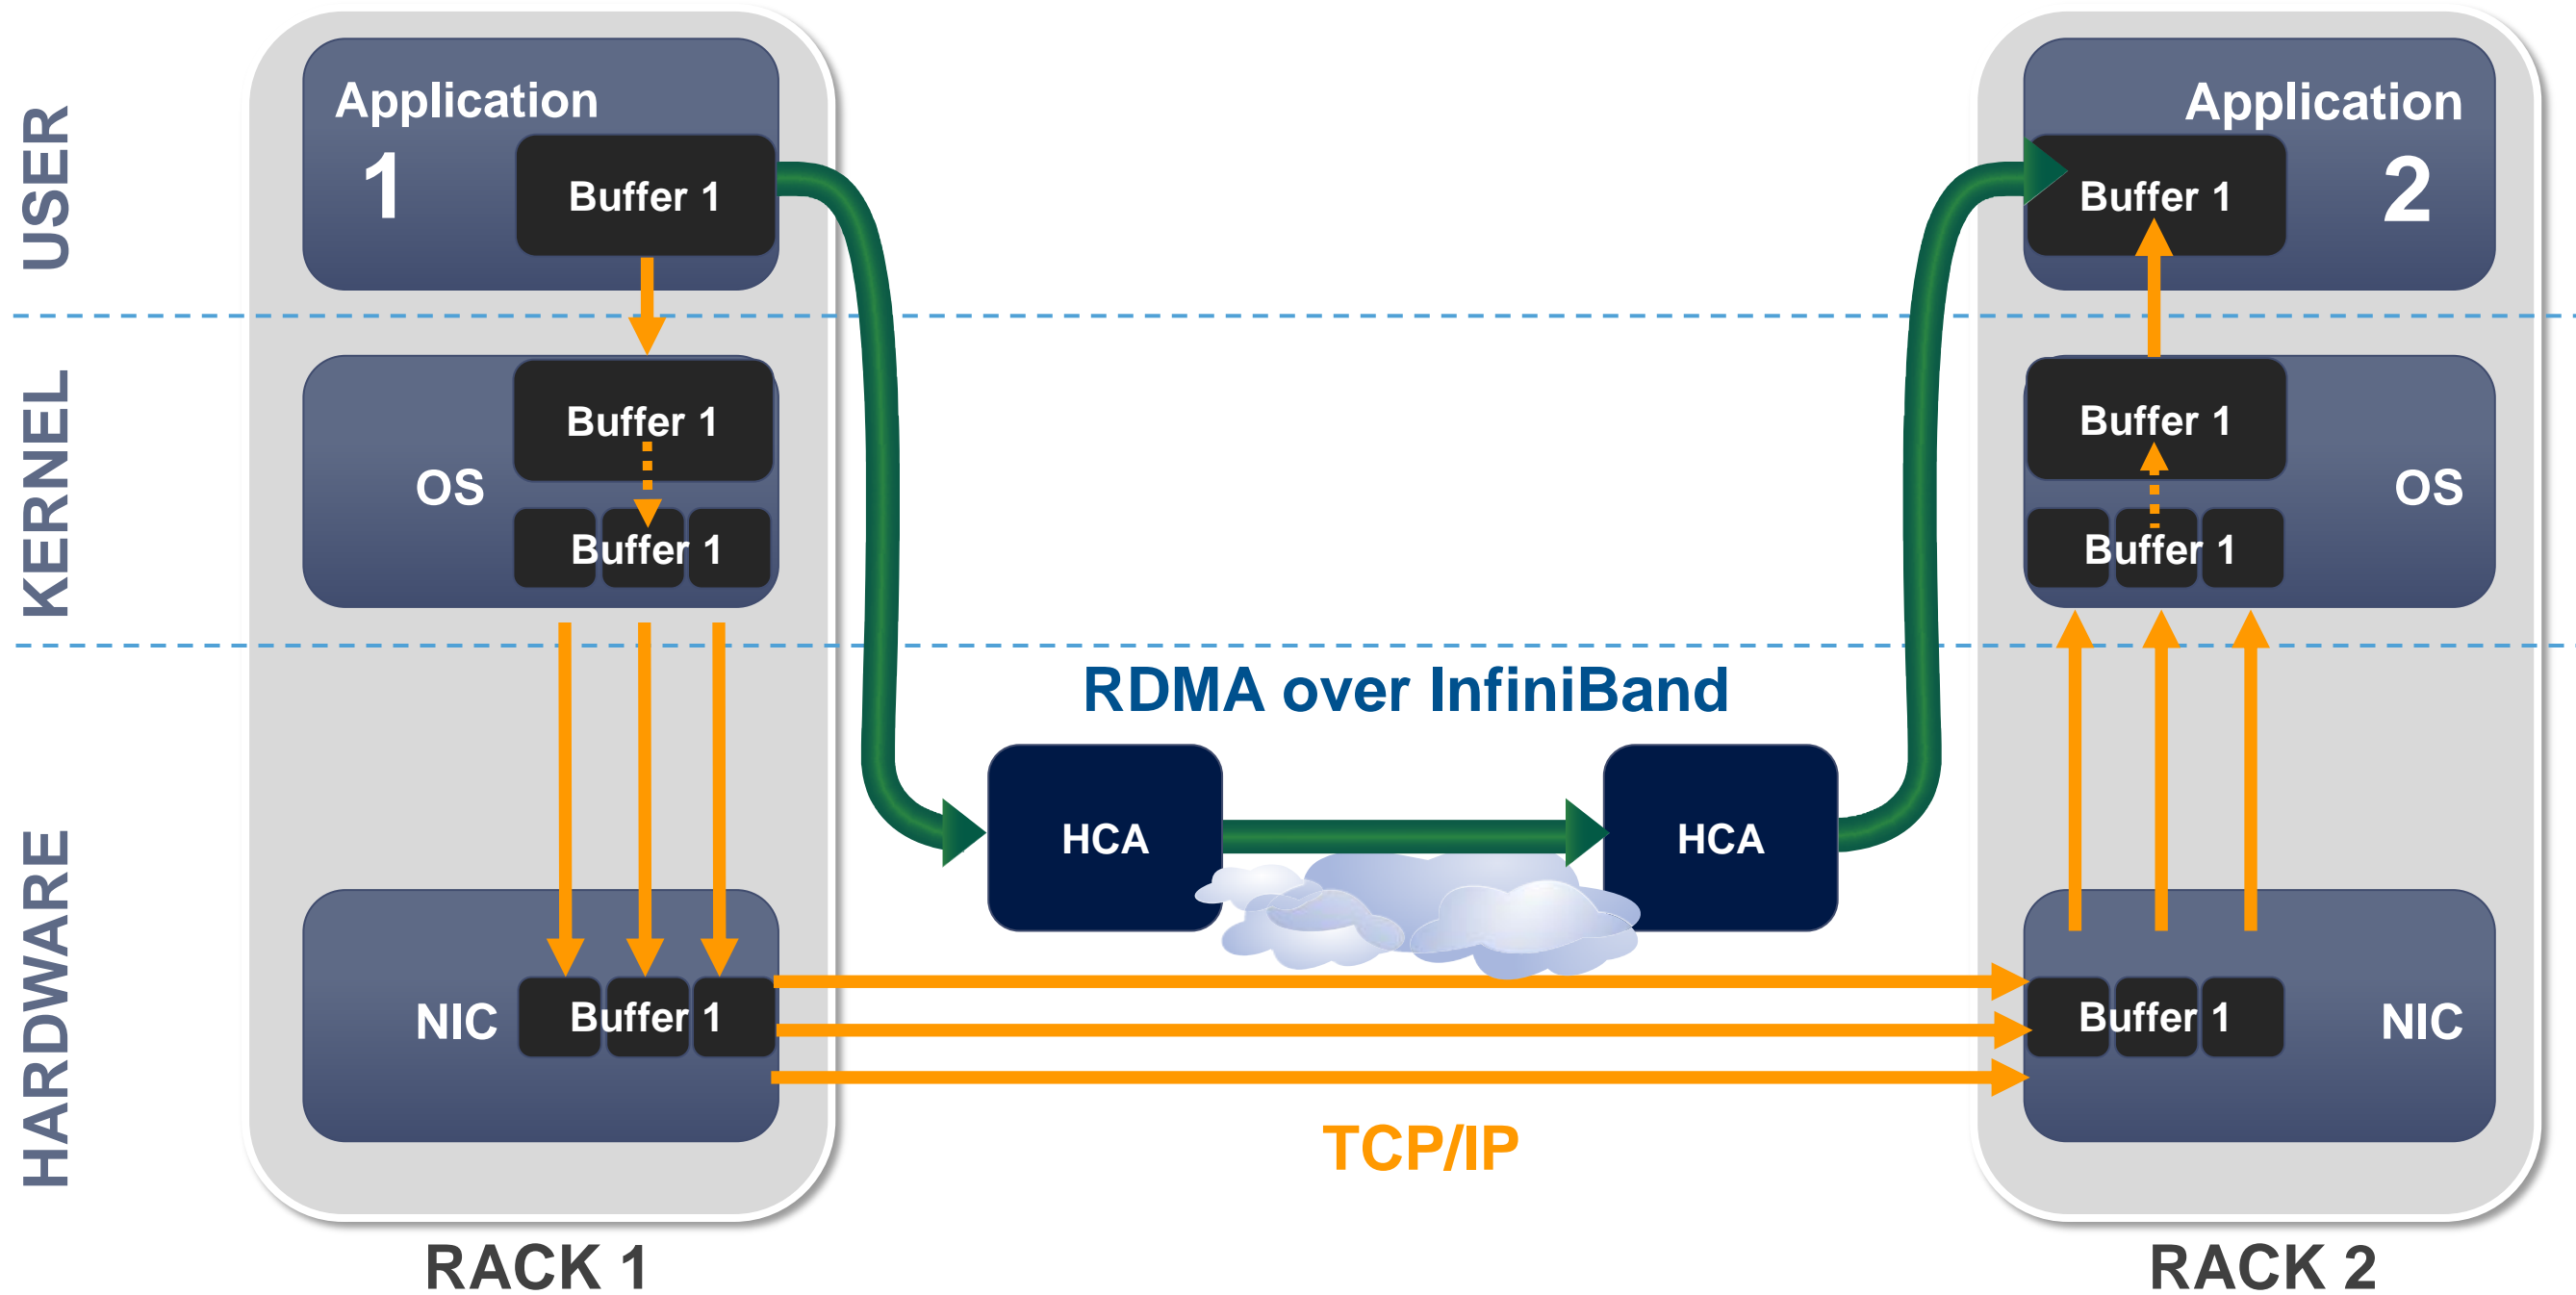 USER
KERNEL
HARDWARE
Application
1
Buffer 1
OS
Buffer 1
Buffer 1
NIC
Buffer 1
RACK 1
RDMA over InfiniBand
HCA
HCA
TCP/IP
Application
2
Buffer 1
Buffer 1
OS
Buffer 1
Buffer 1
NIC
RACK 2